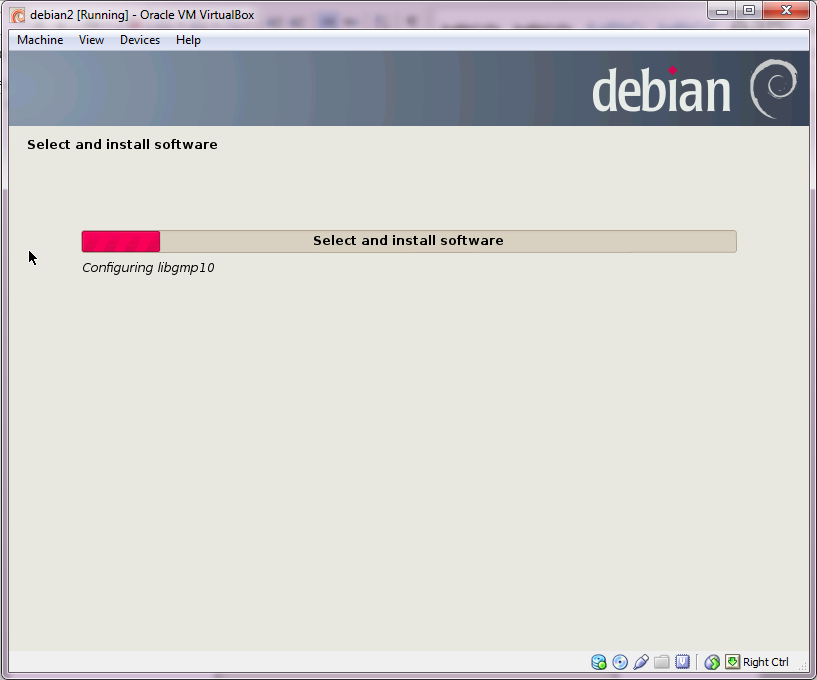 debian2 [Running] - Oracle VM VirtualBox
Machine View Devices Help
debian
Select and install software
Select and install software
Configuring libgmp10
Right Ctrl